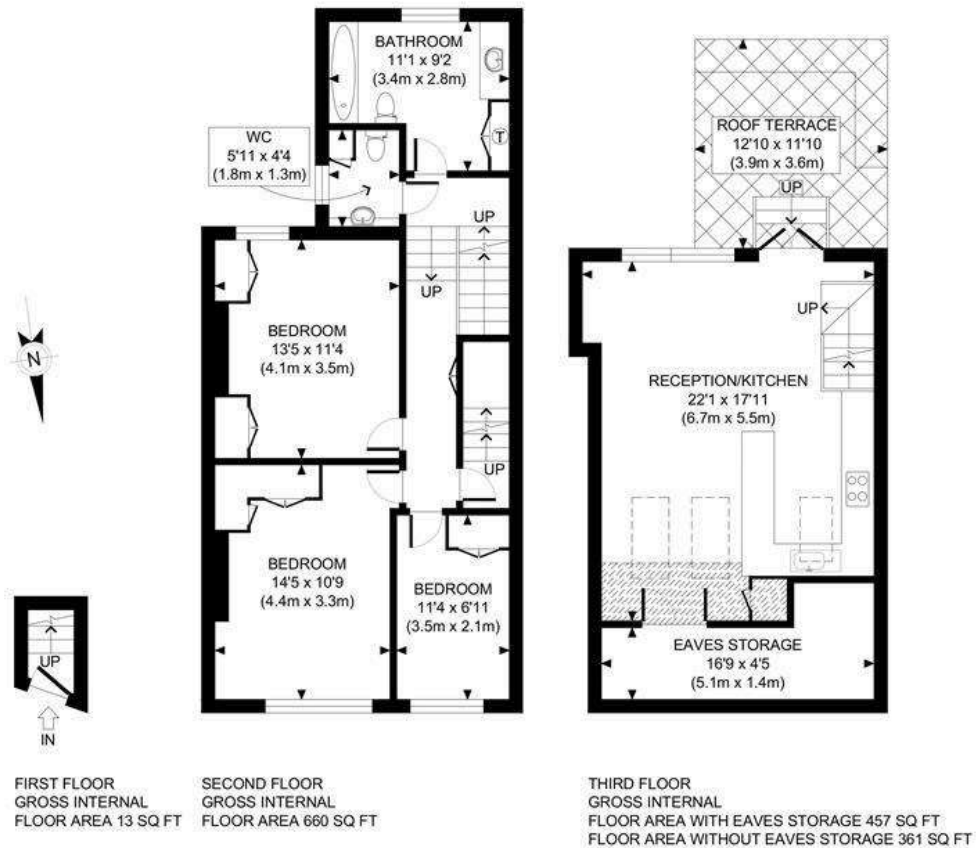 BATHROOM
11'1 x 9'2
(3.4m x 2.8m)
T
WC
5'11 x 4'4
(1.8m x 1.3m)
UP
UP
BEDROOM
13'5 x 11'4
(4.1m x 3.5m)
UP
BEDROOM
14'5 x 10'9
(4.4m x 3.3m)
BEDROOM
11'4 x 6'11
(3.5m x 2.1m)
N
UP
IN
ROOF TERRACE
12'10 x 11'10
(3.9m x 3.6m)
UP
UP
RECEPTION/KITCHEN
22'1 x 17'11
(6.7m x 5.5m)
EAVES STORAGE
16'9 x 4'5
(5.1m x 1.4m)
FIRST FLOOR
GROSS INTERNAL
FLOOR AREA 13 SQ FT
SECOND FLOOR
GROSS INTERNAL
FLOOR AREA 660 SQ FT
THIRD FLOOR
GROSS INTERNAL
FLOOR AREA WITH EAVES STORAGE 457 SQ FT
FLOOR AREA WITHOUT EAVES STORAGE 361 SQ FT